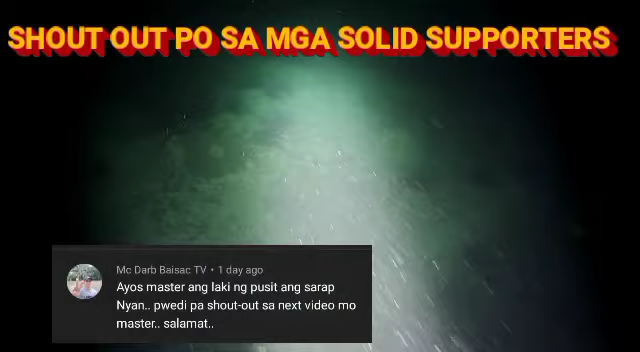 SHOUT OUT PO SA MGA SOLID SUPPORTERS
Mc Darb Baisac TV • 1 day ago
Ayos master ang laki ng pusit ang sarap
Nyan.. pwedi pa shout-out sa next video mo
master.. salamat..